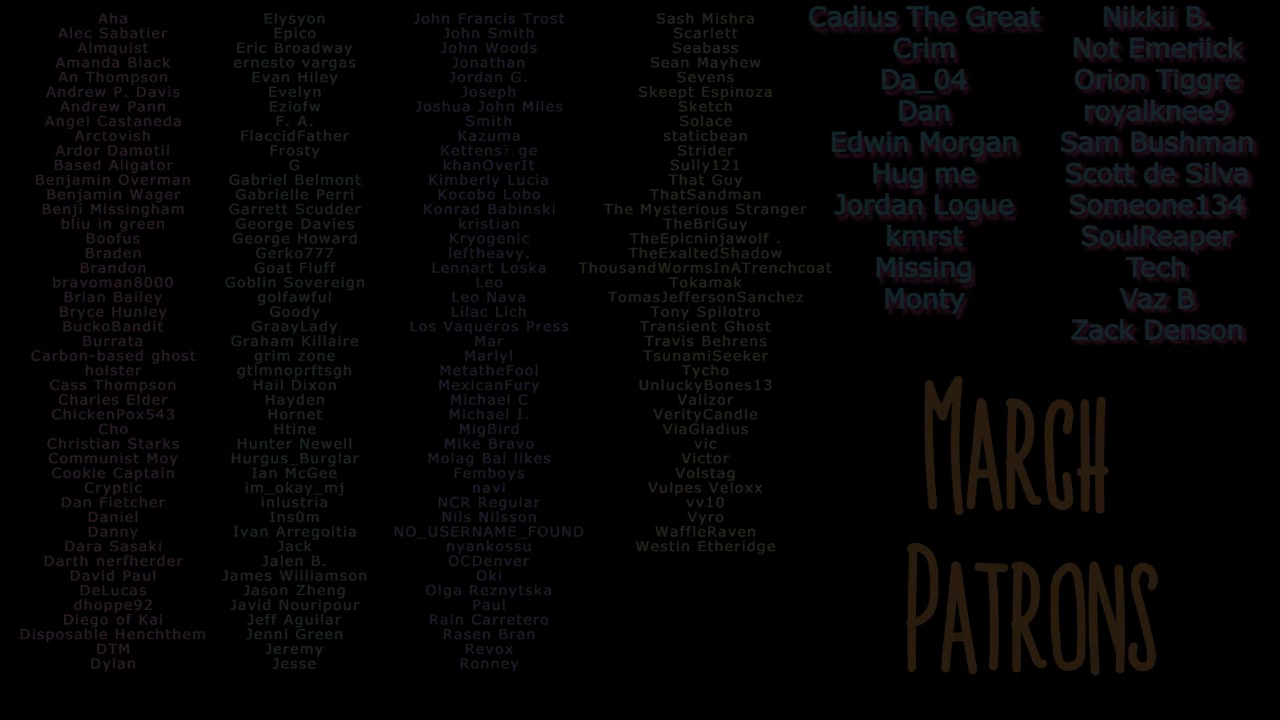 Aha
Alec Sabatier
Almquist
Amanda Black
An Thompson
Andrew P. Davis
Andrew Pann
Angel Castaneda
Arctovish
Ardor Damotil
Based Aligator
Benjamin Overman
Benjamin Wager
Benji Missingham
bliu in green
Boofus
Braden
Brandon
bravoman8000
Brian Bailey
Bryce Hunley
BuckoBandit
Burrata
Carbon-based ghost
holster
Cass Thompson
Charles Elder
ChickenPox543
Cho
Christian Starks
Communist Moy
Cookie Captain
Cryptic
Dan Fletcher
Daniel
Danny
Dara Sasaki
Darth nerfherder
David Paul
DeLucas
dhoppe92
Diego of Kai
Disposable Henchthem
DTM
Dylan
Elysyon
Epico
Eric Broadway
ernesto vargas
Evan Hiley
Evelyn
Eziofw
F. A.
FlaccidFather
Frosty
G
Gabriel Belmont
Gabrielle Perri
Garrett Scudder
George Davies
George Howard
Gerko777
Goat Fluff
Goblin Sovereign
golfawful
Goody
GraayLady
Graham Killaire
grim zone
gtlmnoprftsgh
Hail Dixon
Hayden
Hornet
Htine
Hunter Newell
Hurgus_Burglar
Ian McGee
im_okay_mj
inlustria
Ins0m
Ivan Arregoitia
Jack
Jalen B.
James Williamson
Jason Zheng
Javid Nouripour
Jeff Aguilar
Jenni Green
Jeremy
Jesse
John Francis Trost
John Smith
John Woods
Jonathan
Jordan G.
Joseph
Joshua John Miles
Smith
Kazuma
khanOverIt
Kimberly Lucia
Kocobo Lobo
Konrad Babinski
kristian
Kryogenic
leftheavy.
Lennart Loska
Leo
Leo Nava
Lilac Lich
Los Vaqueros Press
Mar
Marlyl
MetatheFool
MexicanFury
Michael C
Michael I.
MigBird
Mike Bravo
Molag Bal likes
Femboys
navi
NCR Regular
Nils Nilsson
NO_USERNAME_FOUND
nyankossu
OCDenver
Oki
Olga Reznytska
Paul
Rain Carretero
Rasen Bran
Revox
Ronney
Sash Mishra
Scarlett
Seabass
Sean Mayhew
Sevens
Skeept Espinoza
Sketch
Solace
staticbean
Strider
Sully121
That Guy
ThatSandman
The Mysterious Stranger
TheBriGuy
TheEpicninjawolf .
TheExaltedShadow
ThousandWormsInATrenchcoat
Tokamak
TomasJeffersonSanchez
Tony Spilotro
Transient Ghost
Travis Behrens
TsunamiSeeker
Tycho
UnluckyBones13
Valizor
VerityCandle
ViaGladius
vic
Victor
Volstag
Vulpes Veloxx
vv10
Vyro
WaffleRaven
Westin Etheridge
Cadius The Great
Crim
Da_04
Dan
Edwin Morgan
Hug me
Jordan Logue
kmrst
Missing
Monty
Nikkii B.
Not Emeriick
Orion Tiggre
royalknee9
Sam Bushman
Scott de Silva
Someone134
SoulReaper
Tech
Vaz B
Zack Denson
March
Patrons